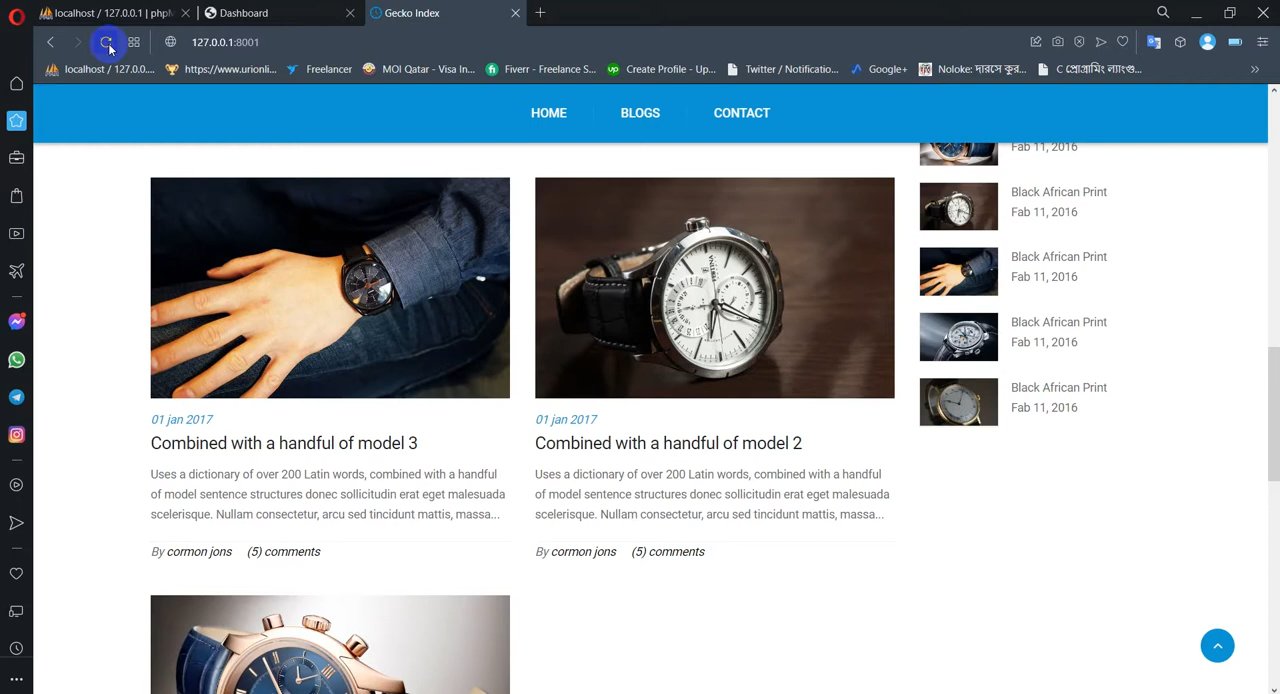 localhost / 127.0.0.1 | phpM
Dashboard
Gecko Index
127.0.0.1:8001
localhost / 127.0.0....
https://www.urionli...
Freelancer
MOI Qatar - Visa In...
Fiverr - Freelance S...
Create Profile - Up...
Twitter / Notificatio...
Google+
Noloke: দারসে কুর...
C প্রোগ্রামিং ল্যাংগু...
HOME
BLOGS
CONTACT
Fab 11, 2016
Black African Print
Fab 11, 2016
Black African Print
Fab 11, 2016
Black African Print
Fab 11, 2016
Black African Print
Fab 11, 2016
01 jan 2017
Combined with a handful of model 3
Uses a dictionary of over 200 Latin words, combined with a handful
of model sentence structures donec sollicitudin erat eget malesuada
scelerisque. Nullam consectetur, arcu sed tincidunt mattis, massa...
By cormon jons (5) comments
01 jan 2017
Combined with a handful of model 2
Uses a dictionary of over 200 Latin words, combined with a handful
of model sentence structures donec sollicitudin erat eget malesuada
scelerisque. Nullam consectetur, arcu sed tincidunt mattis, massa...
By cormon jons (5) comments